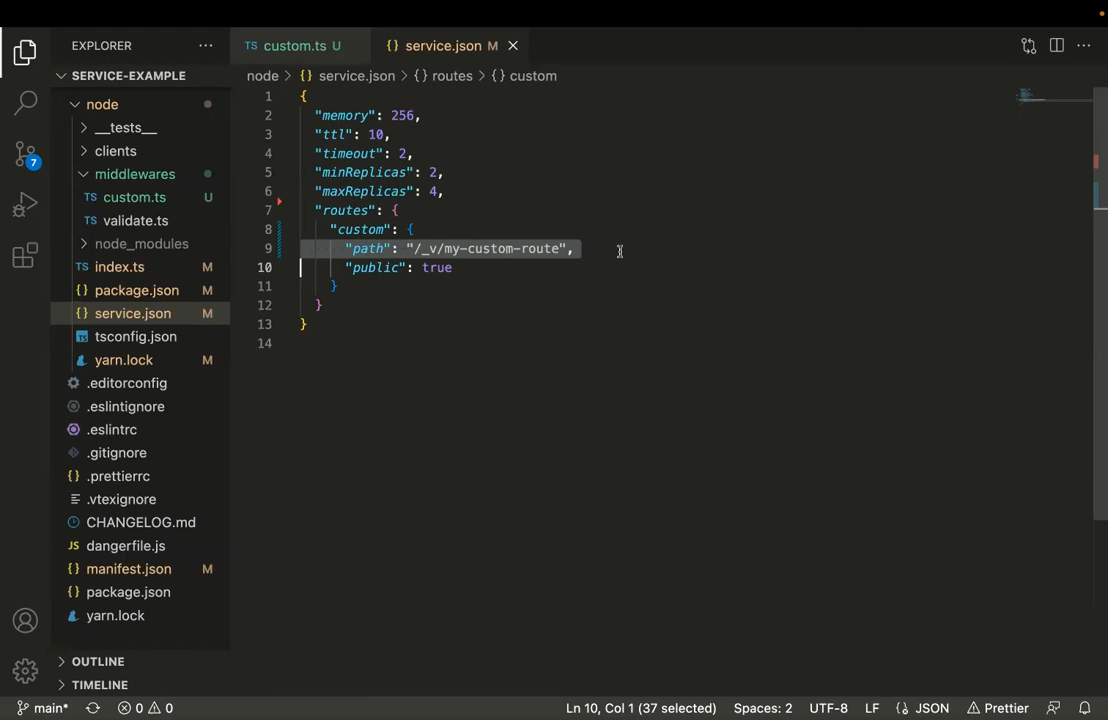 EXPLORER
SERVICE-EXAMPLE
node
__tests__
clients
middlewares
TS custom.ts U
TS validate.ts
node_modules
TS index.ts M
{} package.json M
{} service.json M
tsconfig.json
yarn.lock M
.editorconfig
.eslintignore
.eslintrc
.gitignore
{} .prettierrc
.vtexignore
CHANGELOG.md
JS dangerfile.js
{} manifest.json M
{} package.json
yarn.lock
OUTLINE
TIMELINE
7
TS custom.ts U
{} service.json M
node > {} service.json > {} routes > {} custom
1 {
2 "memory": 256,
3 "ttl": 10,
4 "timeout": 2,
5 "minReplicas": 2,
6 "maxReplicas": 4,
7 "routes": {
8 "custom": {
9 "path": "/_v/my-custom-route",
10 "public": true
11 }
12 }
13 }
14
main* 0 0 Ln 10, Col 1 (37 selected) Spaces: 2 UTF-8 LF {} JSON Prettier